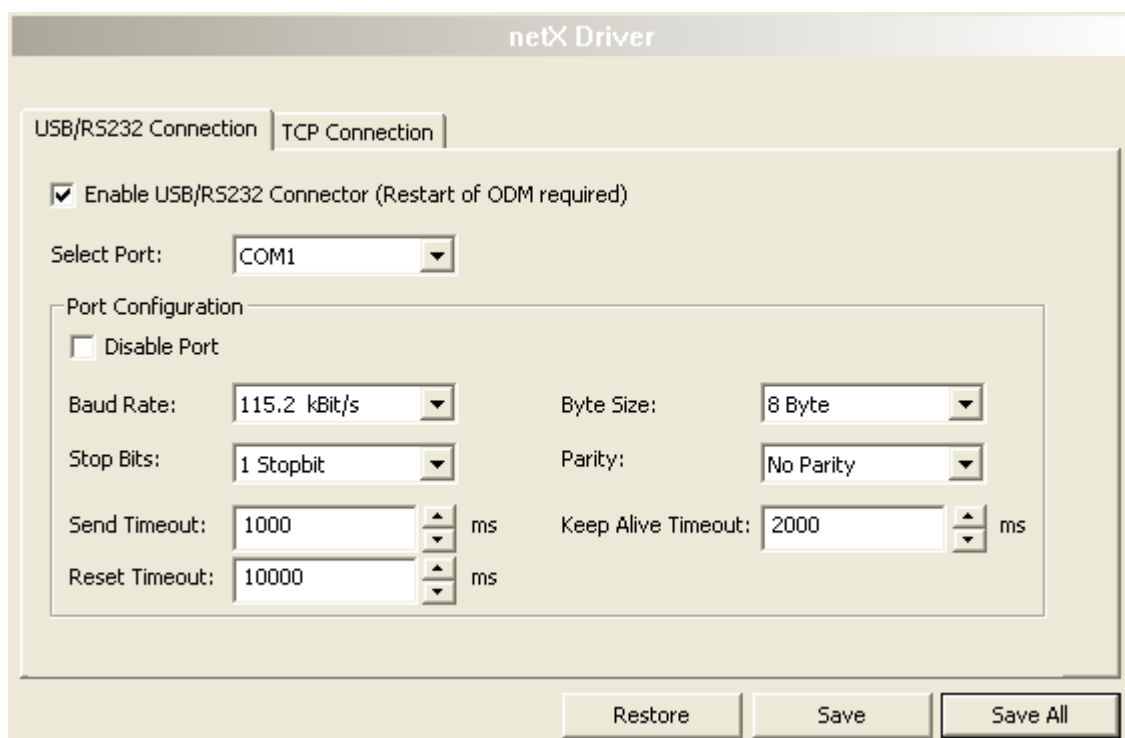 netX Driver
USB/RS232 Connection
TCP Connection
Enable USB/RS232 Connector (Restart of ODM required)
Select Port: COM1
Port Configuration
Disable Port
Baud Rate: 115.2 kBit/s Byte Size: 8 Byte
Stop Bits: 1 Stopbit Parity: No Parity
Send Timeout: 1000 ms Keep Alive Timeout: 2000 ms
Reset Timeout: 10000 ms
Restore Save Save All